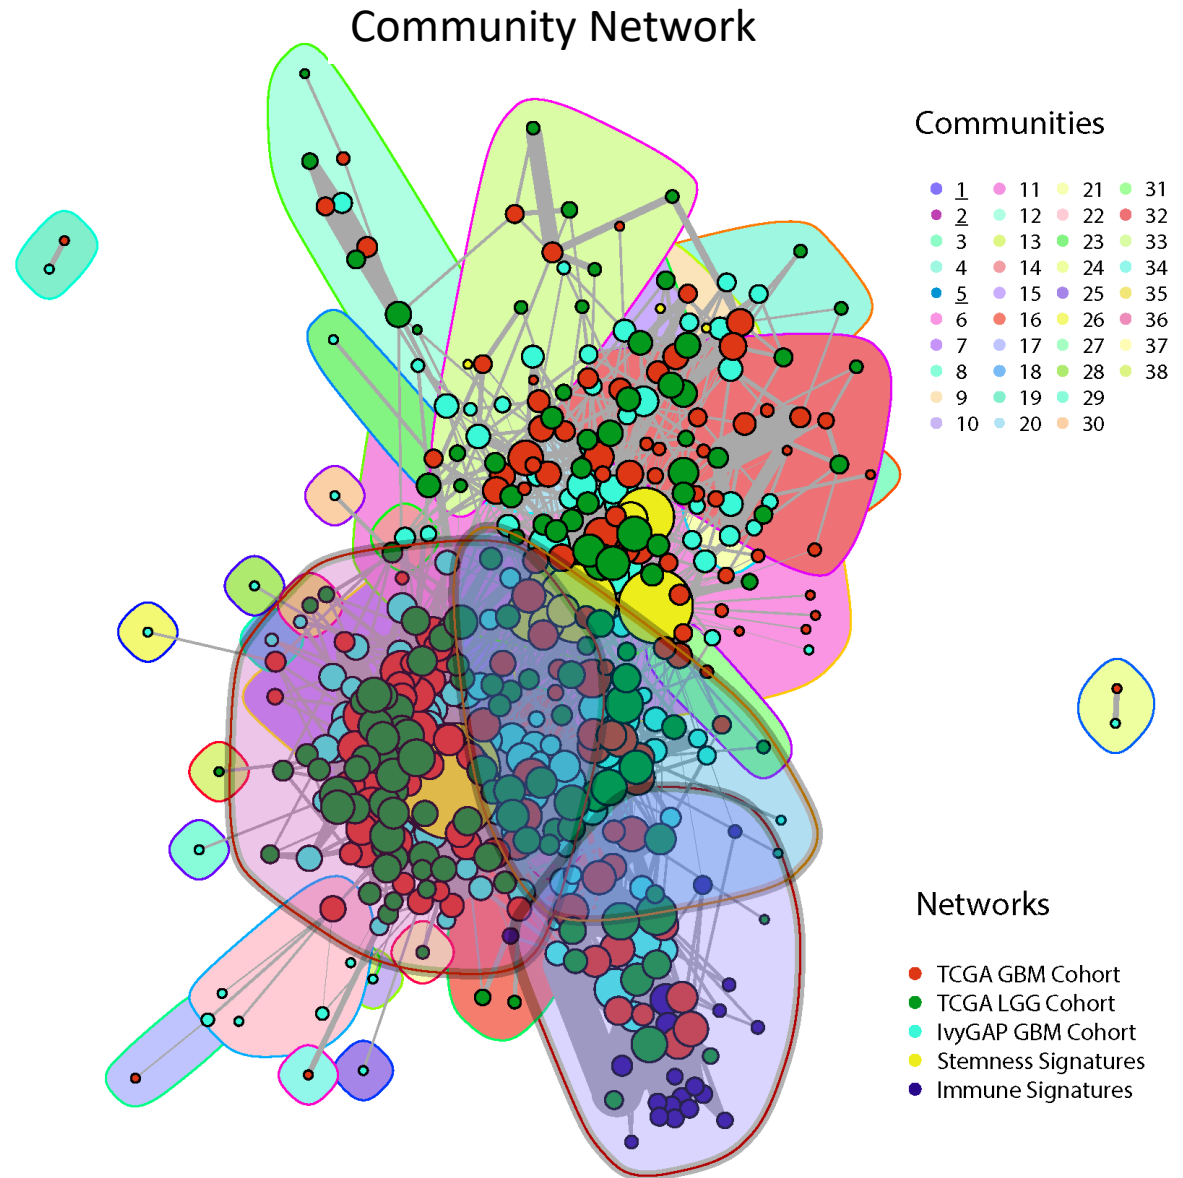 Community Network
Communities
1 11 21 31
2 12 22 32
3 13 23 33
4 14 24 34
5 15 25 35
6 16 26 36
7 17 27 37
8 18 28 38
9 19 29
10 20 30
Networks
TCGA GBM Cohort
TCGA LGG Cohort
IvyGAP GBM Cohort
Stemness Signatures
Immune Signatures